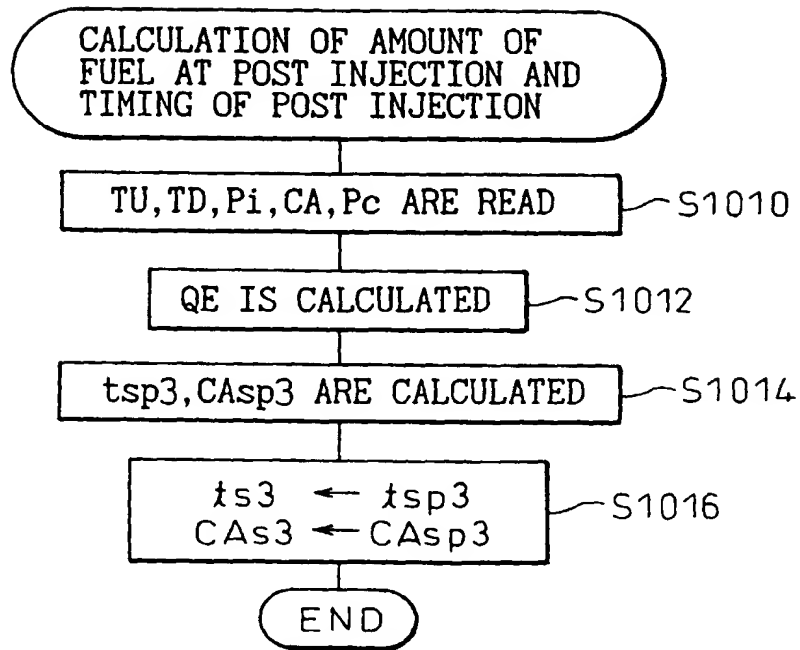 CALCULATION OF AMOUNT OF
FUEL AT POST INJECTION AND
TIMING OF POST INJECTION
TU,TD,Pi,CA,Pc ARE READ
S1010
QE IS CALCULATED
S1012
tsp3,CAsp3 ARE CALCULATED
S1014
ts3 ← tsp3
CAs3 ← CAsp3
S1016
END